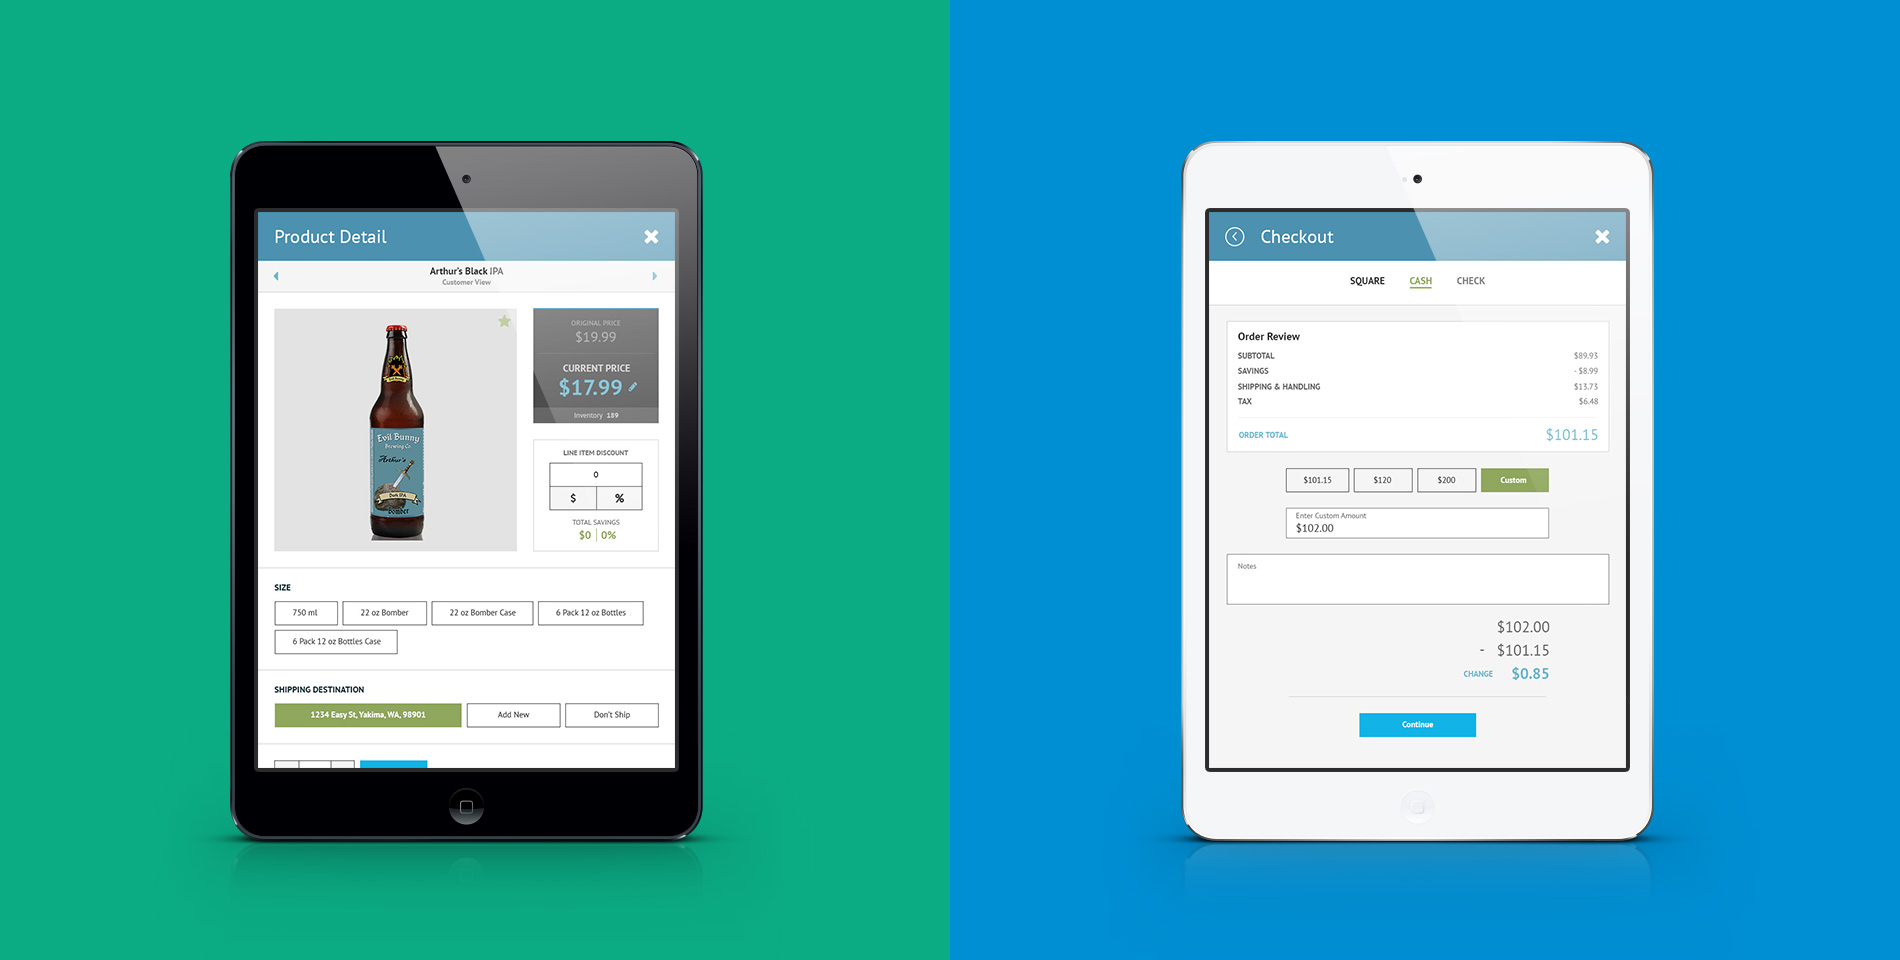 Product Detail
Arthur's Black IPA
Customer View
ORIGINAL PRICE
$19.99
CURRENT PRICE
$17.99
Inventory 189
Evil Bunny
Brewing Co.
Arthur's
Dark IPA
Bomber
LINE ITEM DISCOUNT
0
$ %
TOTAL SAVINGS
$0 0%
SIZE
750 ml 22 oz Bomber 22 oz Bomber Case 6 Pack 12 oz Bottles
6 Pack 12 oz Bottles Case
SHIPPING DESTINATION
1234 Easy St, Yakima, WA, 98901 Add New Don't Ship
Checkout
SQUARE CASH CHECK
Order Review
SUBTOTAL $89.93
SAVINGS - $8.99
SHIPPING & HANDLING $13.73
TAX $6.48
ORDER TOTAL $101.15
$101.15 $120 $200 Custom
Enter Custom Amount
$102.00
Notes
$102.00
- $101.15
CHANGE $0.85
Continue